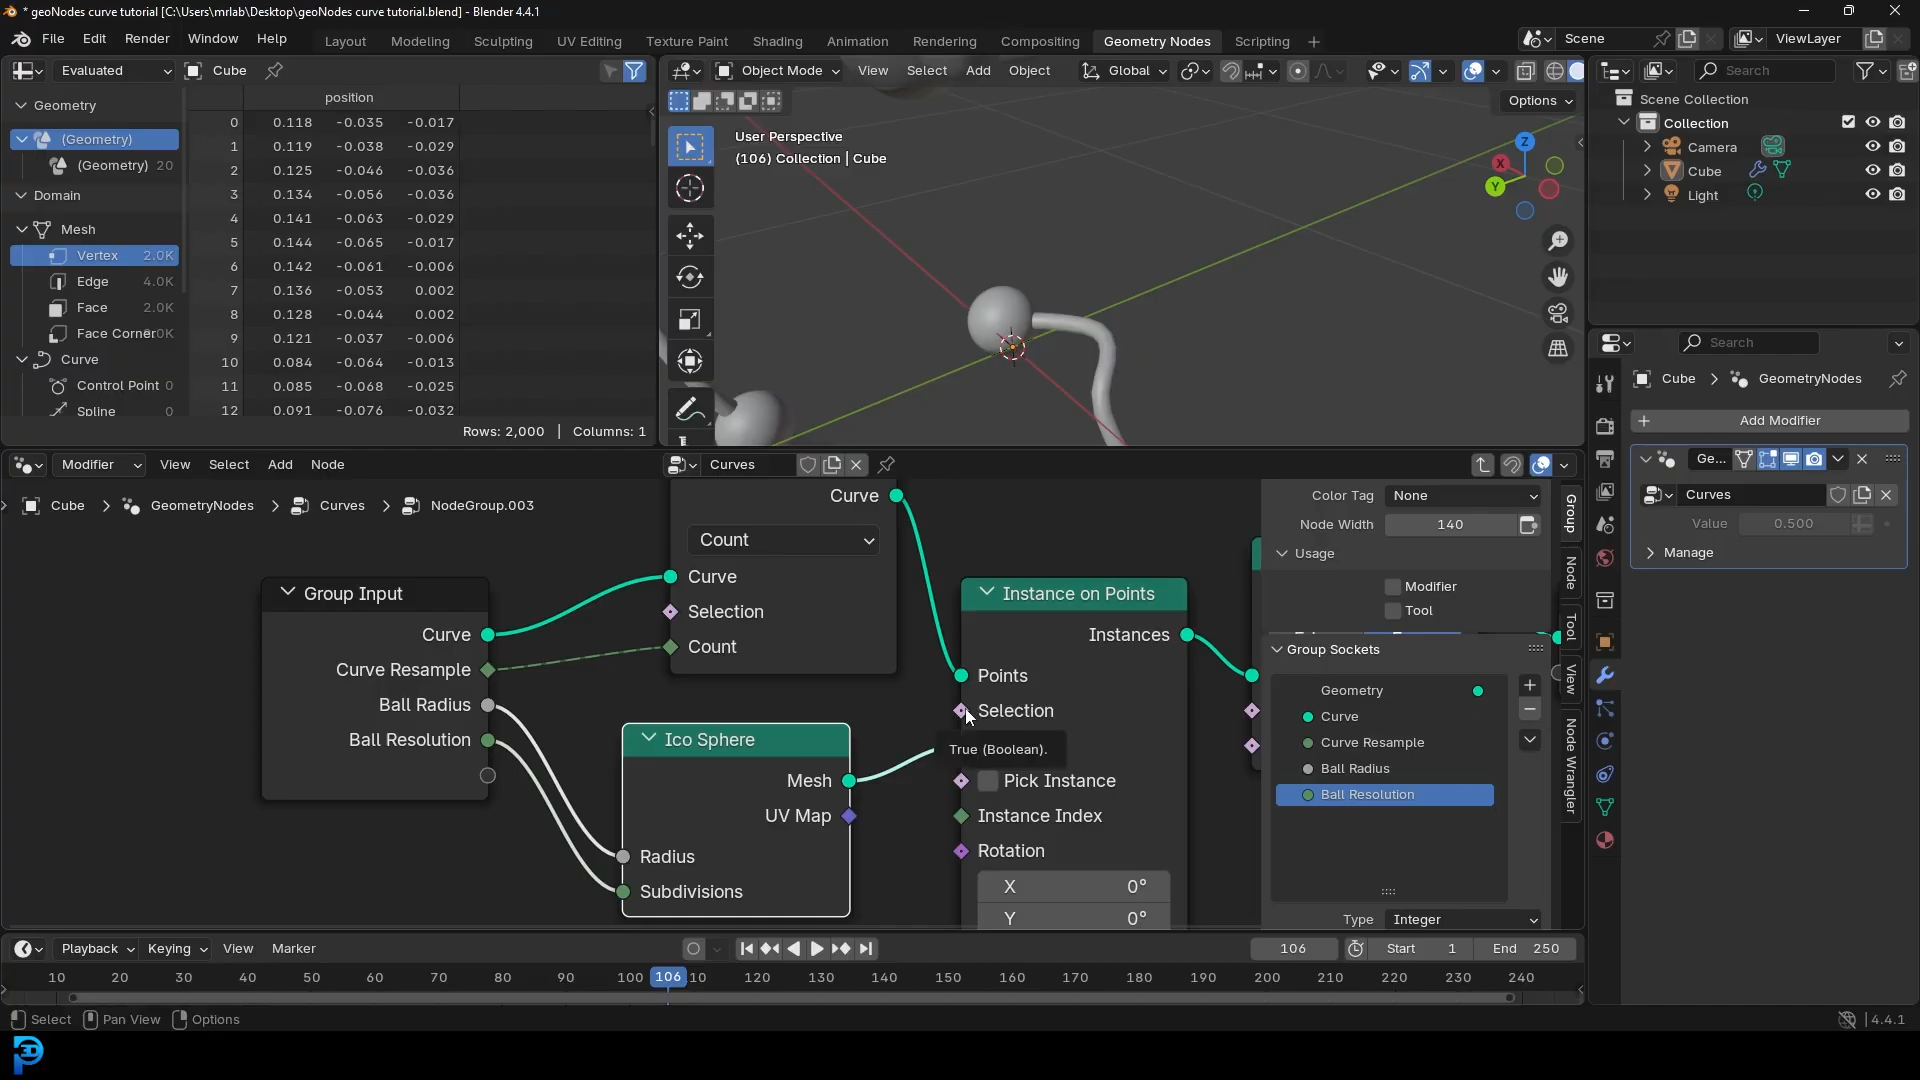 * geoNodes curve tutorial [C:\Users\mrlab\Desktop\geoNodes curve tutorial.blend] - Blender 4.4.1
File Edit Render Window Help
Layout Modeling Sculpting UV Editing Texture Paint Shading Animation Rendering Compositing Geometry Nodes Scripting +
Scene
ViewLayer
Evaluated
Cube
Geometry
(Geometry)
(Geometry) 20
Domain
Mesh
Vertex 2.0K
Edge 4.0K
Face 2.0K
Face Corner
Curve
Control Point 0
Spline 0
position
0 0.118 -0.035 -0.017
1 0.119 -0.038 -0.029
2 0.125 -0.046 -0.036
3 0.134 -0.056 -0.036
4 0.141 -0.063 -0.029
5 0.144 -0.065 -0.017
6 0.142 -0.061 -0.006
7 0.136 -0.053 0.002
8 0.128 -0.044 0.002
9 0.121 -0.037 -0.006
10 0.084 -0.064 -0.013
11 0.085 -0.068 -0.025
12 0.091 -0.076 -0.032
Rows: 2,000 | Columns: 1
Object Mode View Select Add Object Global
Options
User Perspective
(106) Collection | Cube
Z
X
Y
Search
Scene Collection
Collection
Camera
Cube
Light
Search
Cube > GeometryNodes
Add Modifier
Ge...
Curves
Value 0.500
Manage
Modifier View Select Add Node
Curves
Cube > GeometryNodes > Curves > NodeGroup.003
Curve
Count
Curve
Selection
Count
Group Input
Curve
Curve Resample
Ball Radius
Ball Resolution
Ico Sphere
Mesh
UV Map
Radius
Subdivisions
Instance on Points
Instances
Points
Selection
True (Boolean).
Pick Instance
Instance Index
Rotation
X 0°
Y 0°
Color Tag None
Node Width 140
Usage
Modifier
Tool
Group Sockets
Geometry
Curve
Curve Resample
Ball Radius
Ball Resolution
Type Integer
Group
Node
Tool
View
Node Wrangler
Playback Keying View Marker
106
Start 1
End 250
10 20 30 40 50 60 70 80 90 100 106 10 120 130 140 150 160 170 180 190 200 210 220 230 240
Select Pan View Options
4.4.1